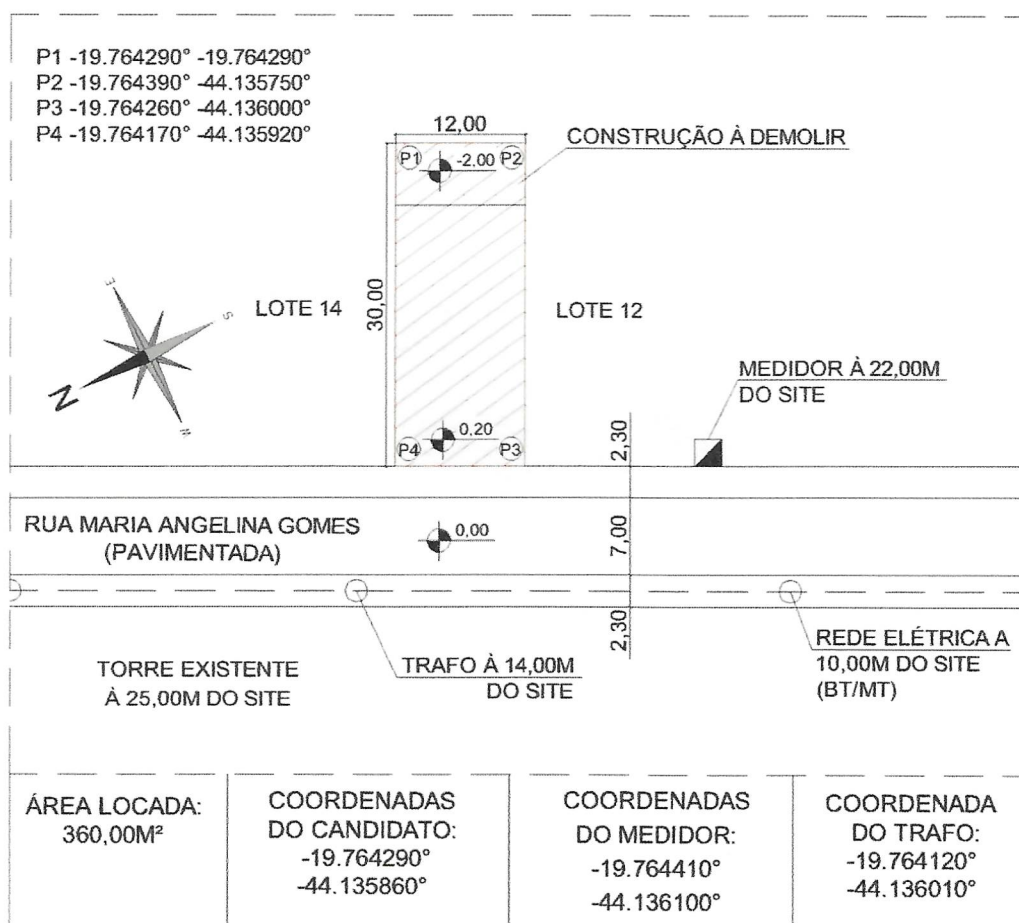 P1 -19.764290° -19.764290°
P2 -19.764390° -44.135750°
P3 -19.764260° -44.136000°
P4 -19.764170° -44.135920°
12,00
CONSTRUÇÃO À DEMOLIR
P1
-2.00
P2
30,00
LOTE 14
LOTE 12
E
S
N
W
MEDIDOR À 22,00M
DO SITE
P4
0,20
P3
2,30
RUA MARIA ANGELINA GOMES
(PAVIMENTADA)
0,00
7,00
2,30
TORRE EXISTENTE
À 25,00M DO SITE
TRAFO À 14,00M
DO SITE
REDE ELÉTRICA A
10,00M DO SITE
(BT/MT)
ÁREA LOCADA:
360,00M²
COORDENADAS
DO CANDIDATO:
-19.764290°
-44.135860°
COORDENADAS
DO MEDIDOR:
-19.764410°
-44.136100°
COORDENADA
DO TRAFO:
-19.764120°
-44.136010°